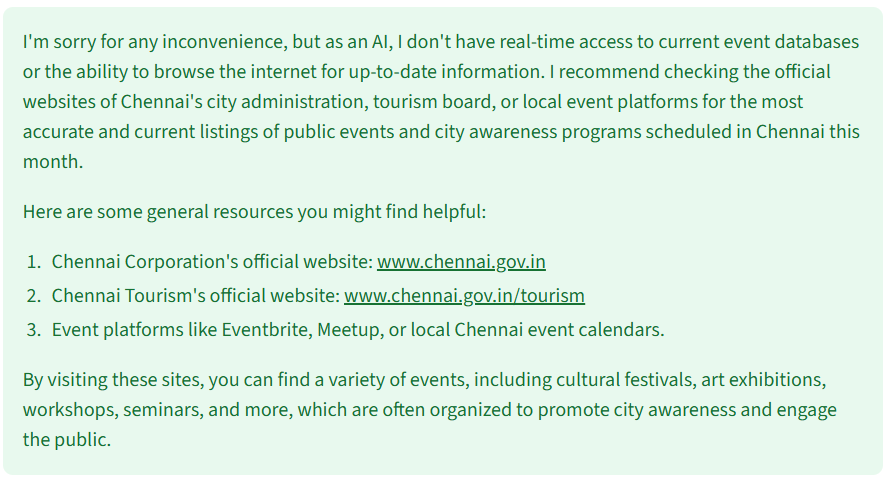 I'm sorry for any inconvenience, but as an AI, I don't have real-time access to current event databases
or the ability to browse the internet for up-to-date information. I recommend checking the official
websites of Chennai's city administration, tourism board, or local event platforms for the most
accurate and current listings of public events and city awareness programs scheduled in Chennai this
month.
Here are some general resources you might find helpful:
1. Chennai Corporation's official website: www.chennai.gov.in
2. Chennai Tourism's official website: www.chennai.gov.in/tourism
3. Event platforms like Eventbrite, Meetup, or local Chennai event calendars.
By visiting these sites, you can find a variety of events, including cultural festivals, art exhibitions,
workshops, seminars, and more, which are often organized to promote city awareness and engage
the public.